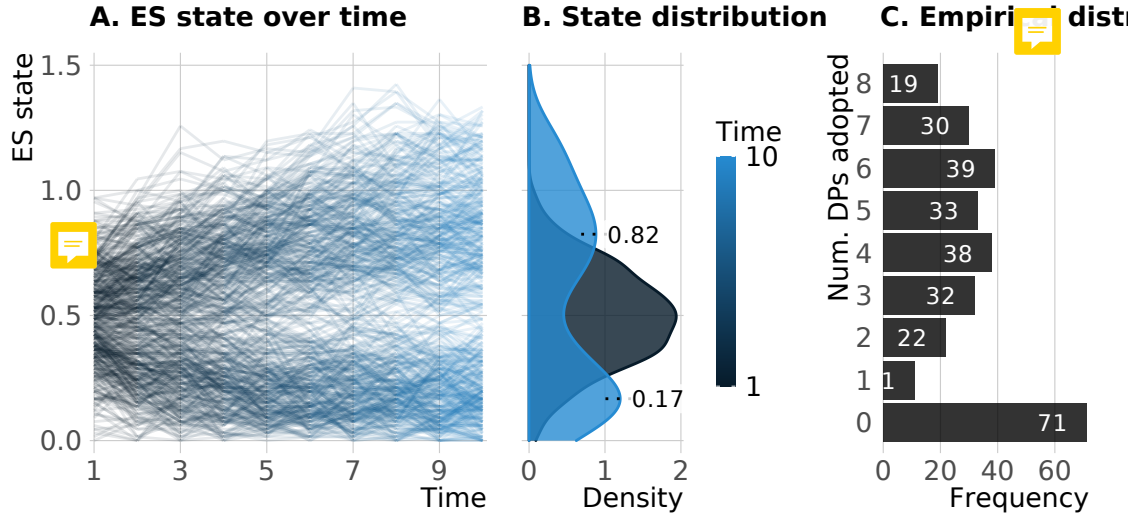 A. ES state over time
ES state
1.5
1.0
0.5
0.0
1 3 5 7 9
Time
B. State distribution
0.82
0.17
0 1 2
Density
Time
10
1
C.
Num. DPs adopted
8 19
7 30
6 39
5 33
4 38
3 32
2 22
1
0 71
0 20 40 60
Frequency